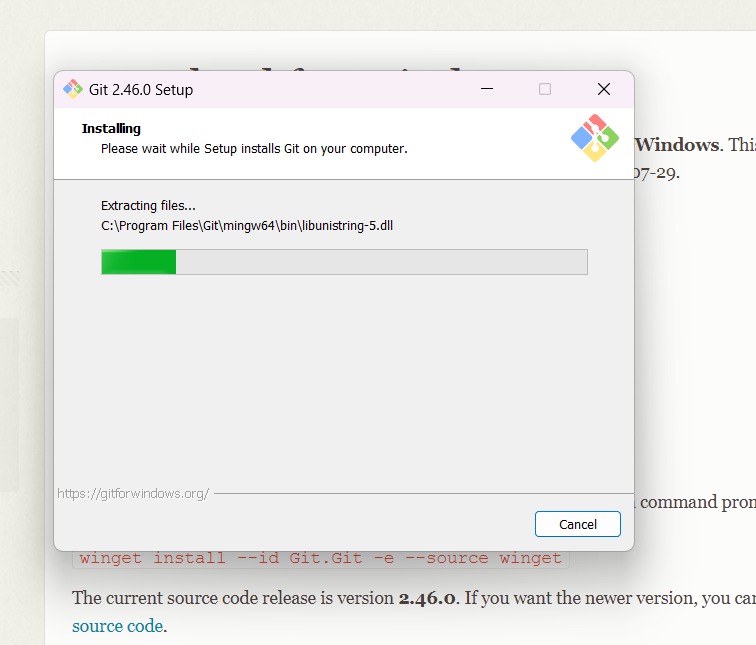 Git 2.46.0 Setup
Installing
Please wait while Setup installs Git on your computer.
Windows. This
07-29.
Extracting files...
C:\Program Files\Git\mingw64\bin\libunistring-5.dll
https://gitforwindows.org/
command prom
Cancel
winget install --id Git.Git -e --source winget
The current source code release is version 2.46.0. If you want the newer version, you can
source code.